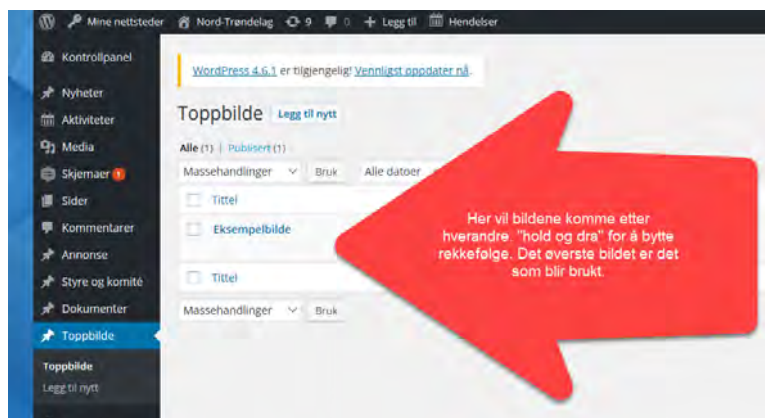 Mine nettsteder Nord-Trøndelag 9 0 + Legg til Hendelser
Kontrollpanel
Nyheter
Aktiviteter
Media
Skjemaer 1
Sider
Kommentarer
Annonse
Styre og komité
Dokumenter
Toppbilde
Toppbilde
Legg til nytt
WordPress 4.6.1 er tilgjengelig! Vennligst oppdater nå.
Toppbilde Legg til nytt
Alle (1) | Publisert (1)
Massehandlinger Bruk Alle datoer
Tittel
Eksempelbilde
Tittel
Massehandlinger Bruk
Her vil bildene komme etter
hverandre. "hold og dra" for å bytte
rekkefølge. Det øverste bildet er det
som blir brukt.